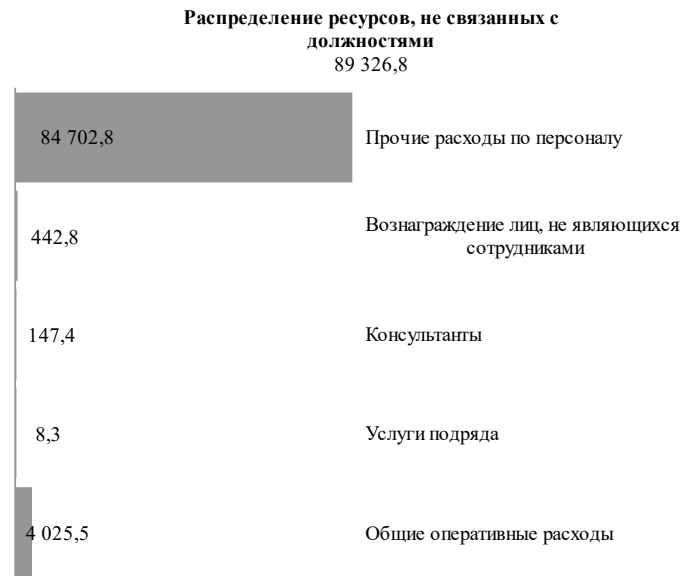 Распределение ресурсов, не связанных с
должностями
89 326,8
84 702,8
Прочие расходы по персоналу
442,8
Вознаграждение лиц, не являющихся
сотрудниками
147,4
Консультанты
8,3
Услуги подряда
4 025,5
Общие оперативные расходы